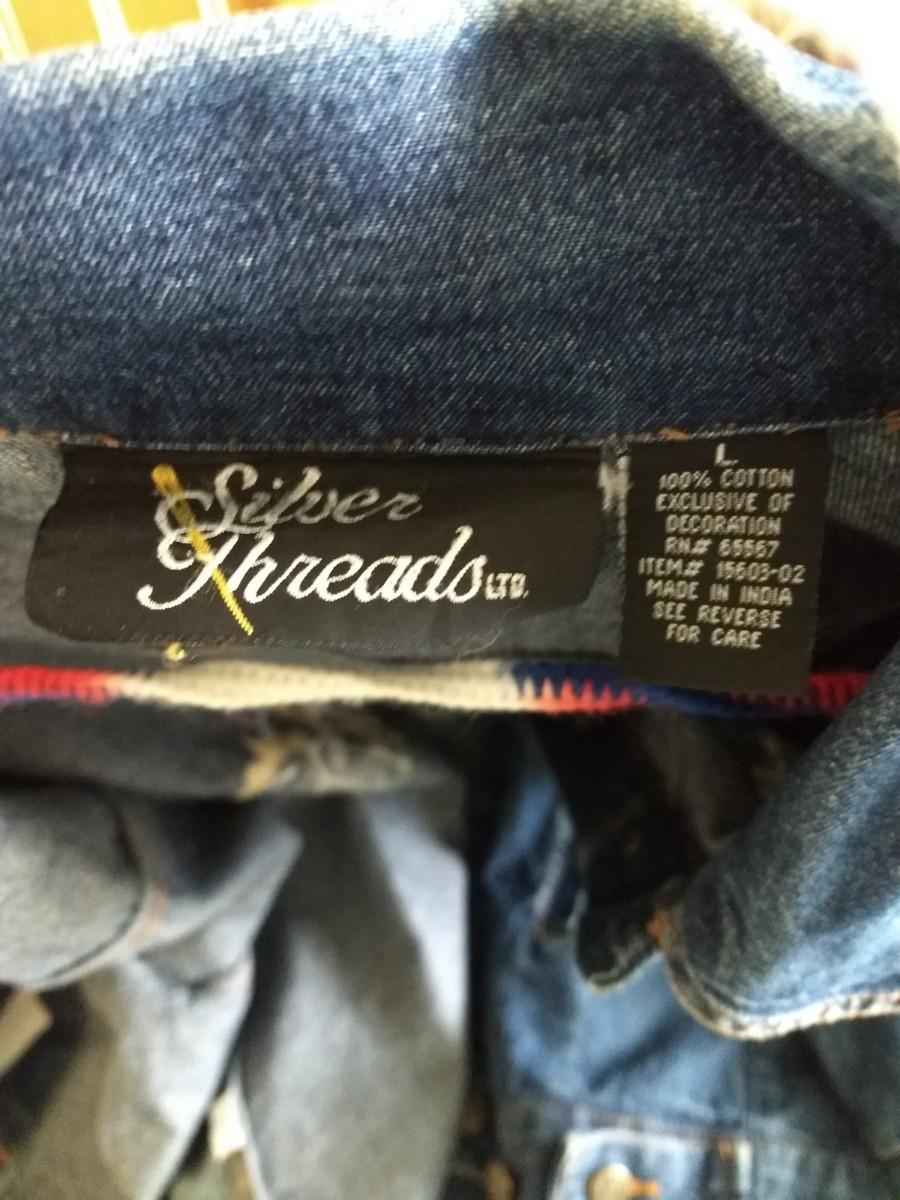 Silver
Threads LTD.
L
100% COTTON
EXCLUSIVE OF
DECORATION
RN# 65567
ITEM# 15603-02
MADE IN INDIA
SEE REVERSE
FOR CARE